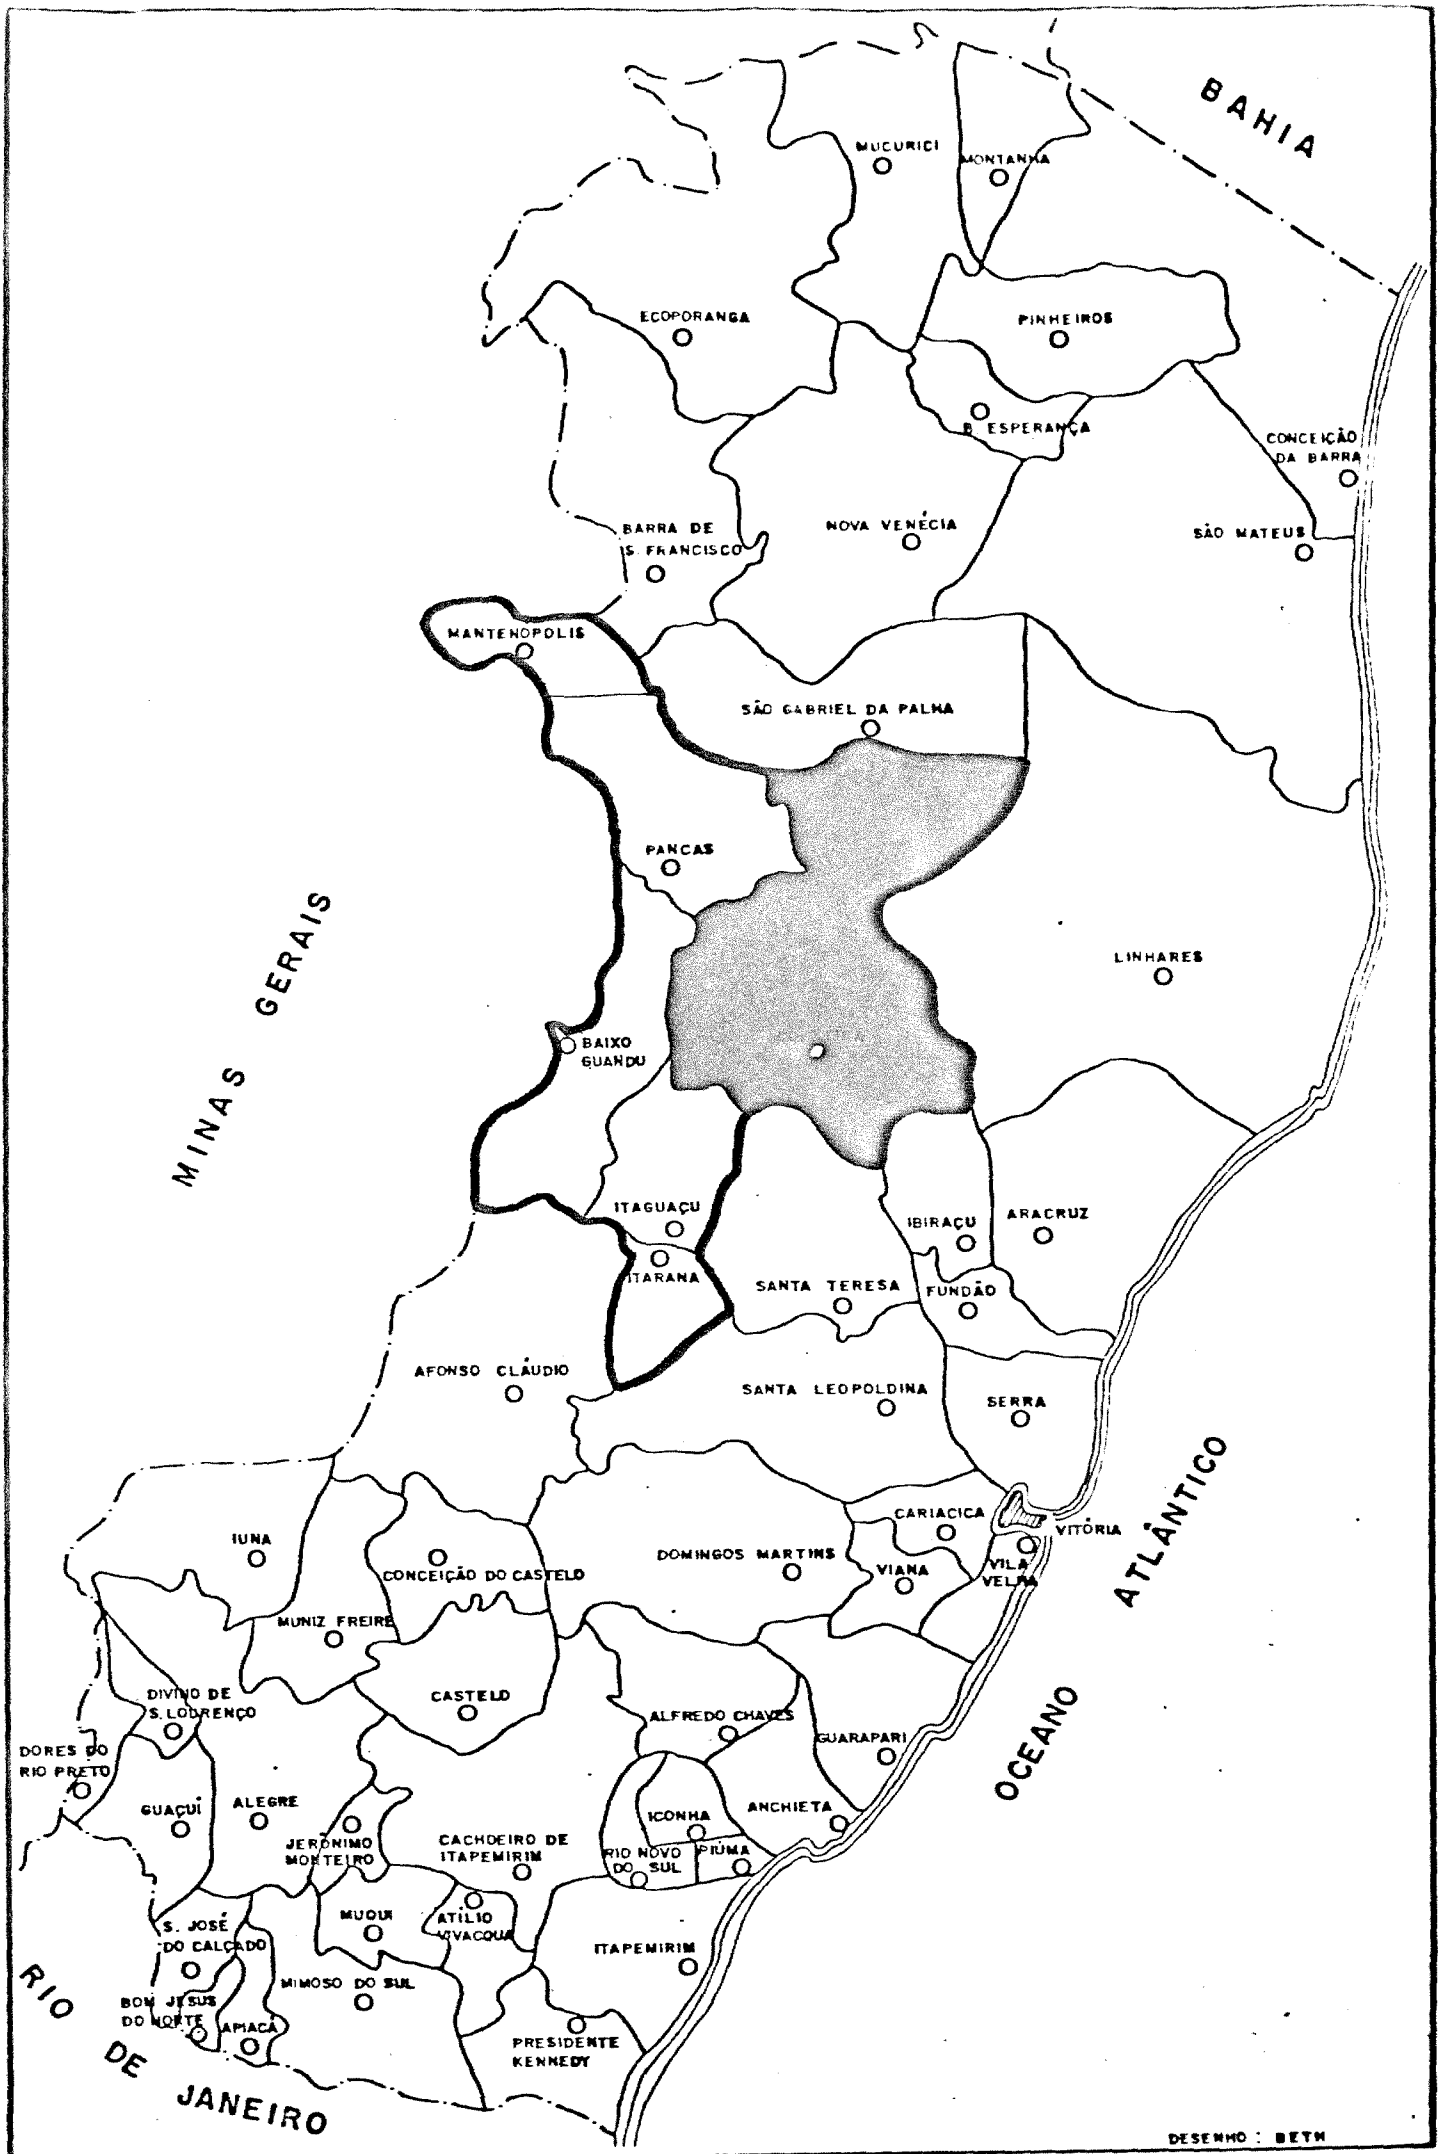 BAHIA
MUCURICI
MONTANHA
ECOPORANGA
PINHEIROS
B. ESPERANÇA
CONCEIÇÃO
DA BARRA
BARRA DE
S. FRANCISCO
NOVA VENÉCIA
SÃO MATEUS
MANTENOPOLIS
SÃO GABRIEL DA PALHA
PANCAS
MINAS GERAIS
LINHARES
BAIXO
GUANDU
ITAGUAÇU
IBIRAÇU
ARACRUZ
ITARANA
SANTA TERESA
FUNDÃO
AFONSO CLÁUDIO
SANTA LEOPOLDINA
SERRA
OCEANO ATLÂNTICO
CARIACICA
VITÓRIA
IUNA
CONCEIÇÃO DO CASTELO
DOMINGOS MARTINS
VIANA
VILA
VELHA
MUNIZ FREIRE
DIVINO DE
S. LOURENÇO
CASTELO
ALFREDO CHAVES
GUARAPARI
DORES DO
RIO PRETO
GUAÇUÍ
ALEGRE
JERÔNIMO
MONTEIRO
CACHOEIRO DE
ITAPEMIRIM
ICONHA
ANCHIETA
RIO NOVO
DO SUL
PIÚMA
S. JOSÉ
DO CALÇADO
MUQUI
ATÍLIO
VIVACQUA
ITAPEMIRIM
MIMOSO DO SUL
BOM JESUS
DO NORTE
APIACÁ
PRESIDENTE
KENNEDY
RIO DE JANEIRO
DESENHO : BETH